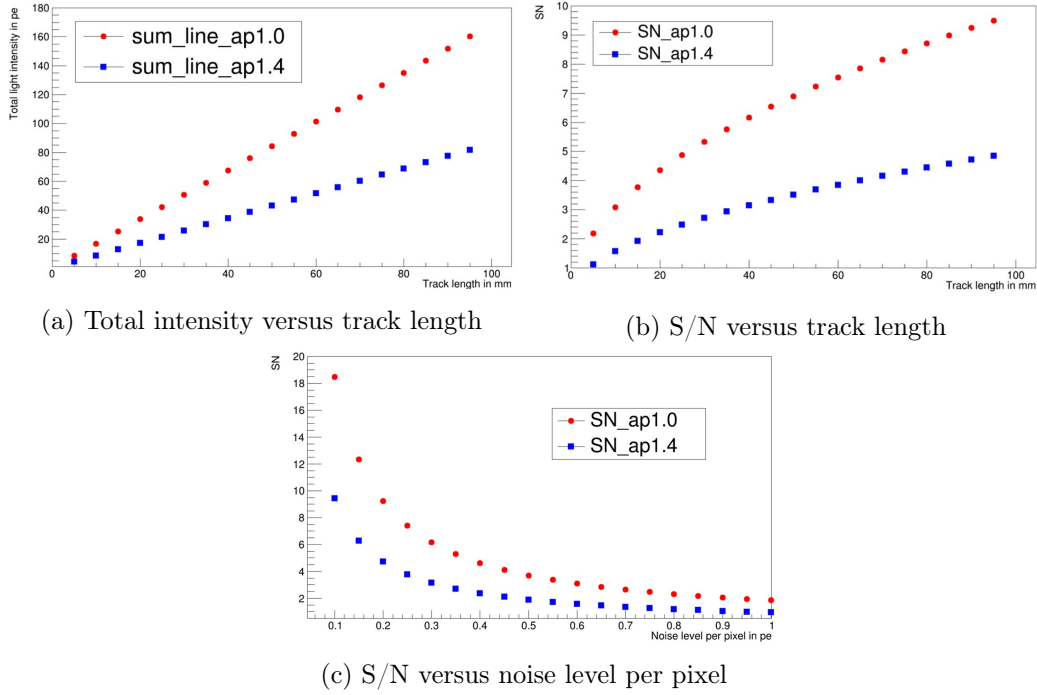 Total light intensity in pe
180
160
140
120
100
80
60
40
20
0 20 40 60 80 100
Track length in mm
sum_line_ap1.0
sum_line_ap1.4
(a) Total intensity versus track length
SN
10
9
8
7
6
5
4
3
2
1
0 20 40 60 80 100
Track length in mm
SN_ap1.0
SN_ap1.4
(b) S/N versus track length
SN
20
18
16
14
12
10
8
6
4
2
0.1 0.2 0.3 0.4 0.5 0.6 0.7 0.8 0.9 1
Noise level per pixel in pe
SN_ap1.0
SN_ap1.4
(c) S/N versus noise level per pixel